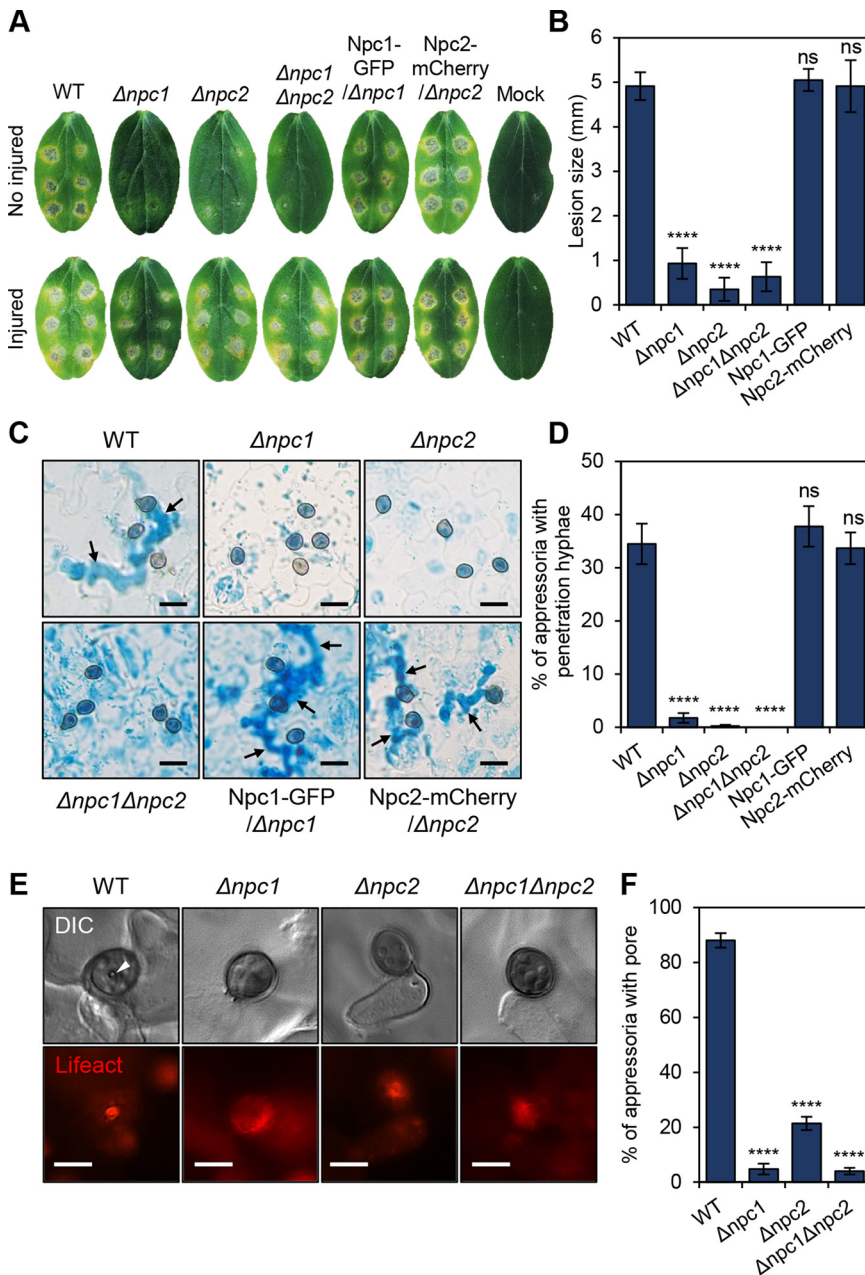 A
WT
Δnpc1
Δnpc2
Δnpc1
Δnpc2
Npc1-
GFP
/Δnpc1
Npc2-
mCherry
/Δnpc2
Mock
No injured
Injured
B
Lesion size (mm)
6
5
4
3
2
1
0
****
****
****
ns
ns
WT
Δnpc1
Δnpc2
Δnpc1Δnpc2
Npc1-GFP
Npc2-mCherry
C
WT
Δnpc1
Δnpc2
Δnpc1Δnpc2
Npc1-GFP
/Δnpc1
Npc2-mCherry
/Δnpc2
D
% of appressoria with
penetration hyphae
50
40
30
20
10
0
****
****
****
ns
ns
WT
Δnpc1
Δnpc2
Δnpc1Δnpc2
Npc1-GFP
Npc2-mCherry
E
WT
Δnpc1
Δnpc2
Δnpc1Δnpc2
DIC
Lifeact
F
% of appressoria with pore
100
80
60
40
20
0
****
****
****
WT
Δnpc1
Δnpc2
Δnpc1Δnpc2